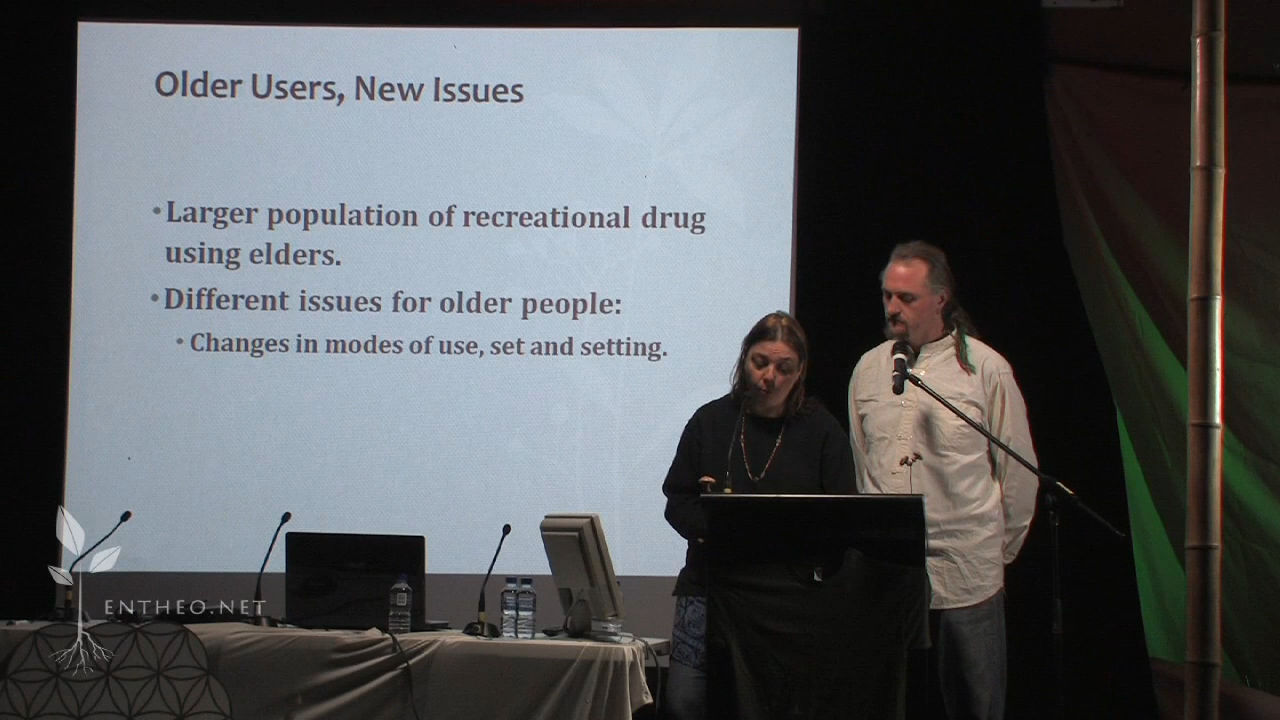 Older Users, New Issues
•Larger population of recreational drug
using elders.
•Different issues for older people:
•Changes in modes of use, set and setting.
ENTHEO.NET